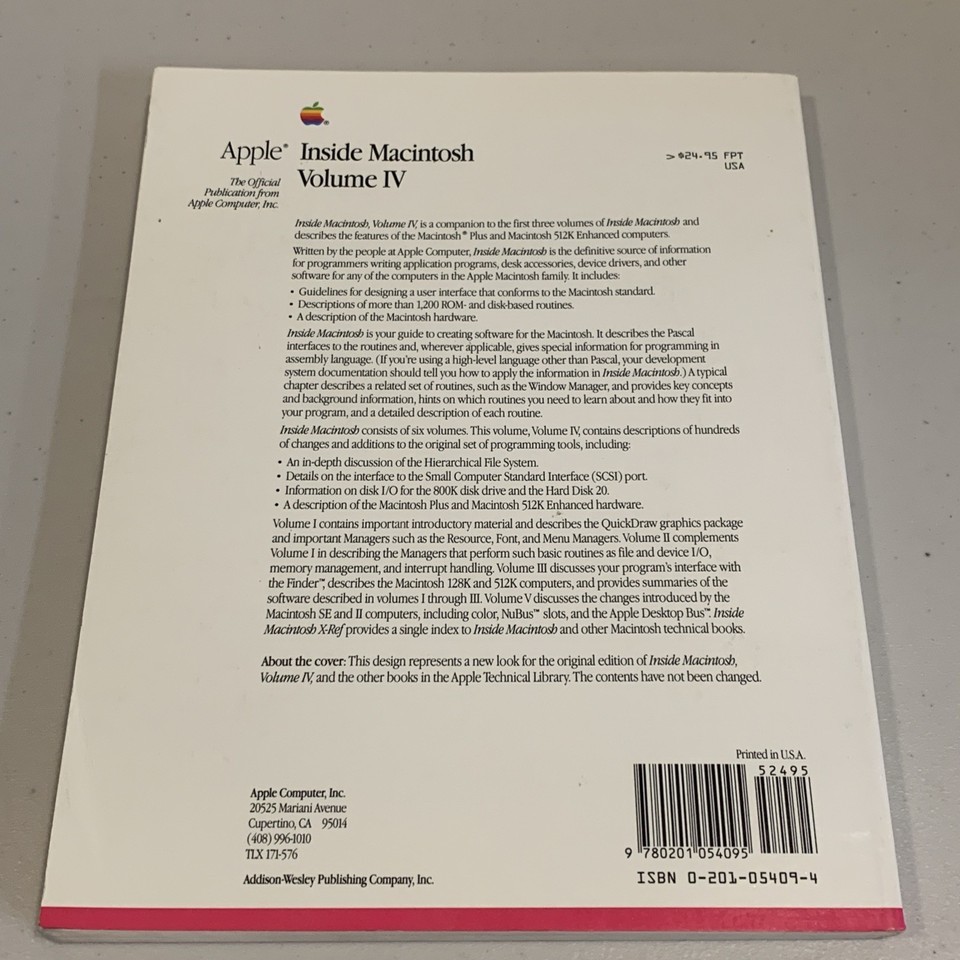 Apple® Inside Macintosh
Volume IV
The Official
Publication from
Apple Computer, Inc.
> $24.95 FPT
USA
Inside Macintosh, Volume IV, is a companion to the first three volumes of Inside Macintosh and
describes the features of the Macintosh® Plus and Macintosh 512K Enhanced computers.
Written by the people at Apple Computer, Inside Macintosh is the definitive source of information
for programmers writing application programs, desk accessories, device drivers, and other
software for any of the computers in the Apple Macintosh family. It includes:
• Guidelines for designing a user interface that conforms to the Macintosh standard.
• Descriptions of more than 1,200 ROM- and disk-based routines.
• A description of the Macintosh hardware.
Inside Macintosh is your guide to creating software for the Macintosh. It describes the Pascal
interfaces to the routines and, wherever applicable, gives special information for programming in
assembly language. (If you're using a high-level language other than Pascal, your development
system documentation should tell you how to apply the information in Inside Macintosh.) A typical
chapter describes a related set of routines, such as the Window Manager, and provides key concepts
and background information, hints on which routines you need to learn about and how they fit into
your program, and a detailed description of each routine.
Inside Macintosh consists of six volumes. This volume, Volume IV, contains descriptions of hundreds
of changes and additions to the original set of programming tools, including:
• An in-depth discussion of the Hierarchical File System.
• Details on the interface to the Small Computer Standard Interface (SCSI) port.
• Information on disk I/O for the 800K disk drive and the Hard Disk 20.
• A description of the Macintosh Plus and Macintosh 512K Enhanced hardware.
Volume I contains important introductory material and describes the QuickDraw graphics package
and important Managers such as the Resource, Font, and Menu Managers. Volume II complements
Volume I in describing the Managers that perform such basic routines as file and device I/O,
memory management, and interrupt handling. Volume III discusses your program's interface with
the Finder™, describes the Macintosh 128K and 512K computers, and provides summaries of the
software described in volumes I through III. Volume V discusses the changes introduced by the
Macintosh SE and II computers, including color, NuBus™ slots, and the Apple Desktop Bus™. Inside
Macintosh X-Ref provides a single index to Inside Macintosh and other Macintosh technical books.
About the cover: This design represents a new look for the original edition of Inside Macintosh,
Volume IV, and the other books in the Apple Technical Library. The contents have not been changed.
Printed in U.S.A.
52495
Apple Computer, Inc.
20525 Mariani Avenue
Cupertino, CA 95014
(408) 996-1010
TLX 171-576
9 780201 054095
Addison-Wesley Publishing Company, Inc.
ISBN 0-201-05409-4